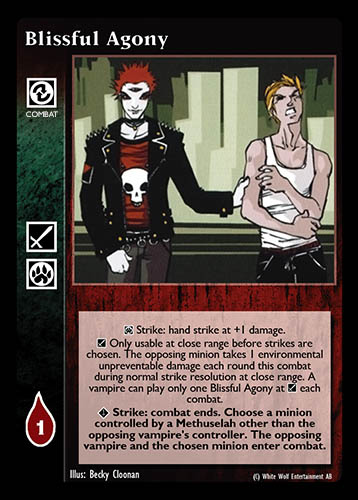 Blissful Agony
COMBAT
Strike: hand strike at +1 damage.
Only usable at close range before strikes are
chosen. The opposing minion takes 1 environmental
unpreventable damage each round this combat
during normal strike resolution at close range. A
vampire can play only one Blissful Agony at each
combat.
Strike: combat ends. Choose a minion
controlled by a Methuselah other than the
opposing vampire's controller. The opposing
vampire and the chosen minion enter combat.
1
Illus: Becky Cloonan
(C) White Wolf Entertainment AB